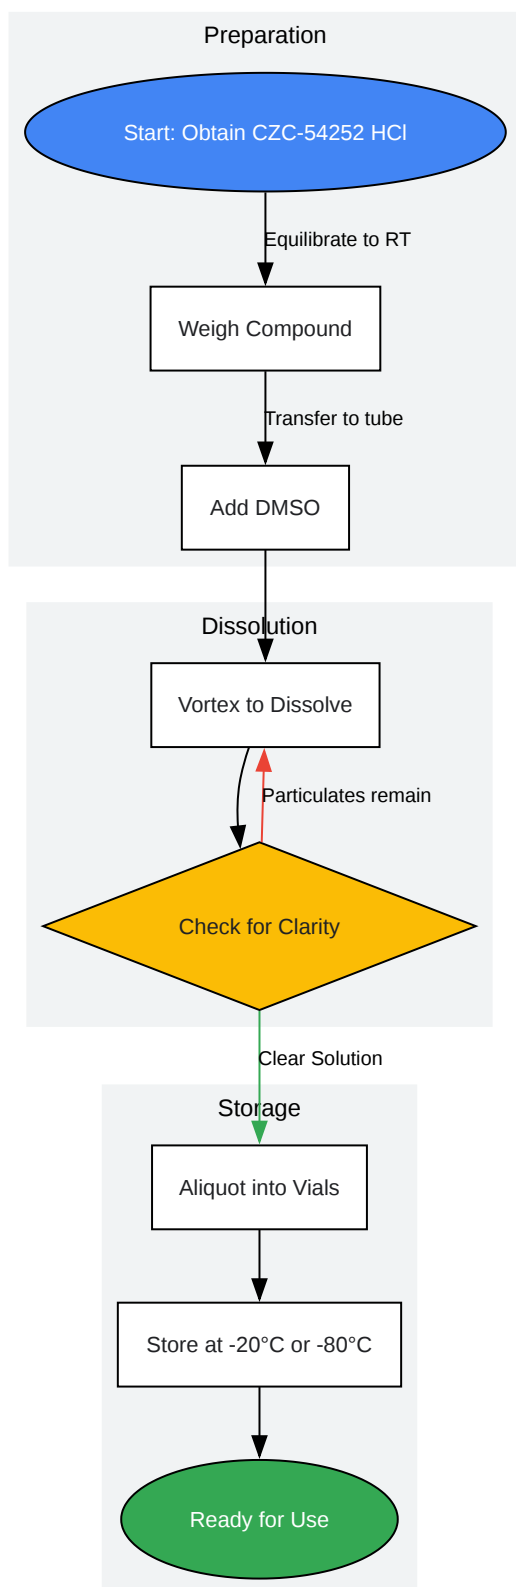 Preparation
Start: Obtain CZC-54252 HCl
Equilibrate to RT
Weigh Compound
Transfer to tube
Add DMSO
Dissolution
Vortex to Dissolve
Particulates remain
Check for Clarity
Clear Solution
Storage
Aliquot into Vials
Store at -20°C or -80°C
Ready for Use